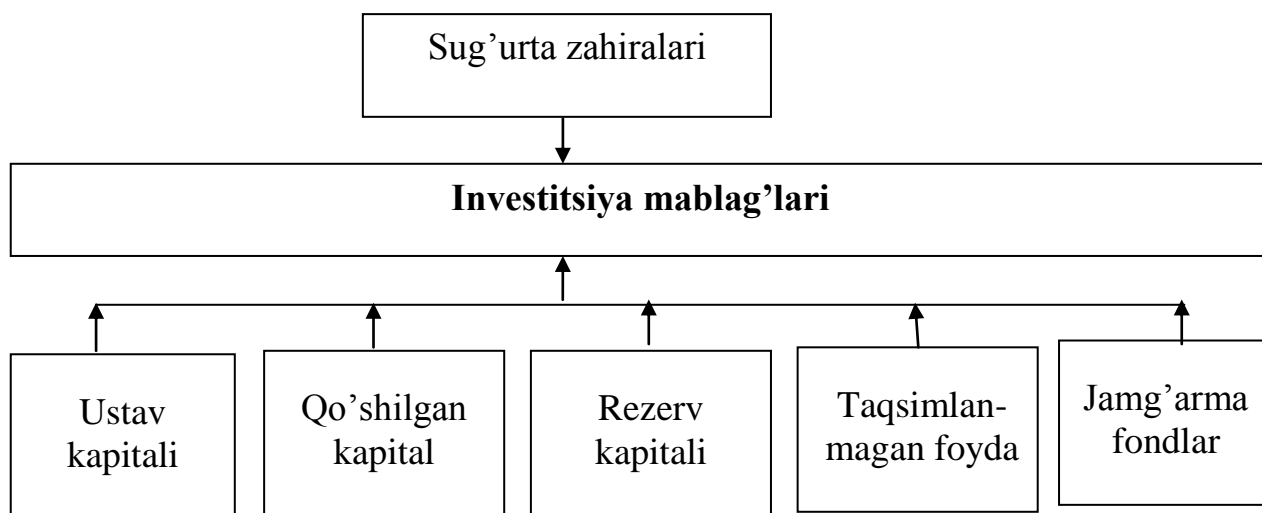 Sug’urta zahiralari
Investitsiya mablag’lari
Ustav
kapitali
Qo’shilgan
kapital
Rezerv
kapitali
Taqsimlan-
magan foyda
Jamg’arma
fondlar